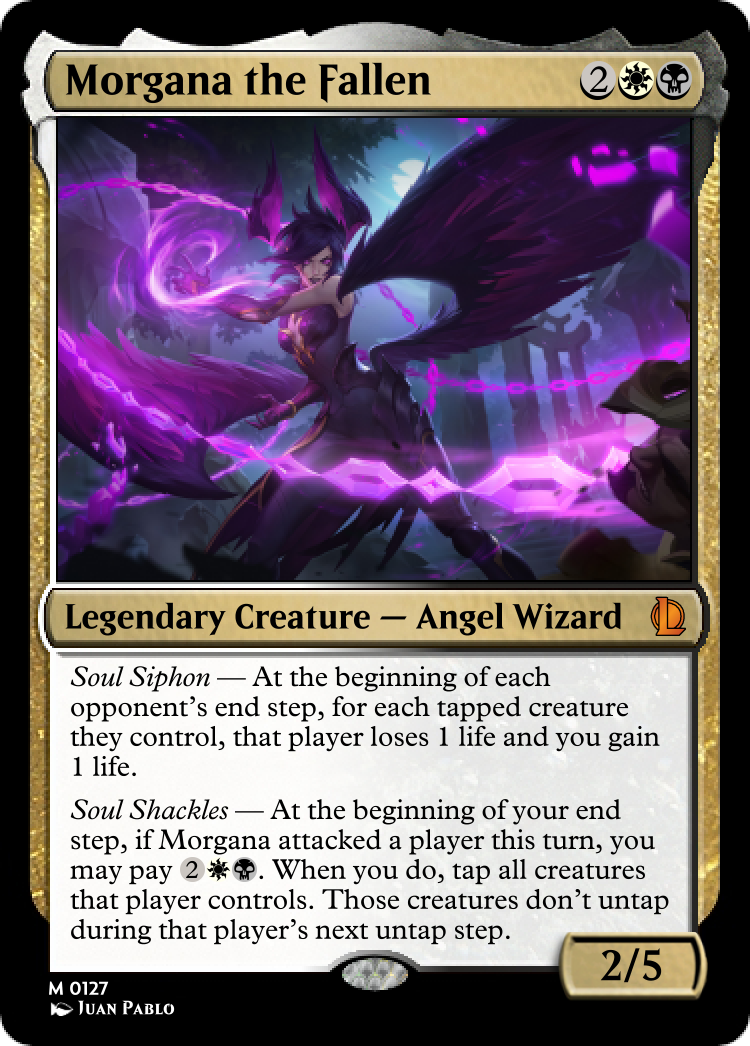 Morgana the Fallen 2
Legendary Creature — Angel Wizard
Soul Siphon — At the beginning of each
opponent's end step, for each tapped creature
they control, that player loses 1 life and you gain
1 life.
Soul Shackles — At the beginning of your end
step, if Morgana attacked a player this turn, you
may pay 2. When you do, tap all creatures
that player controls. Those creatures don't untap
during that player's next untap step.
2/5
M 0127
Juan Pablo